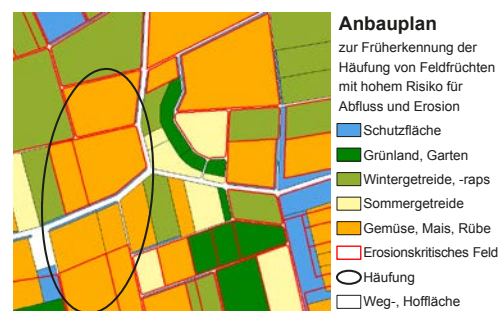 Anbauplan
zur Früherkennung der
Häufung von Feldfrüchten
mit hohem Risiko für
Abfluss und Erosion
Schutzfläche
Grünland, Garten
Wintergetreide, -raps
Sommergetreide
Gemüse, Mais, Rübe
Erosionskritisches Feld
Häufung
Weg-, Hoffläche